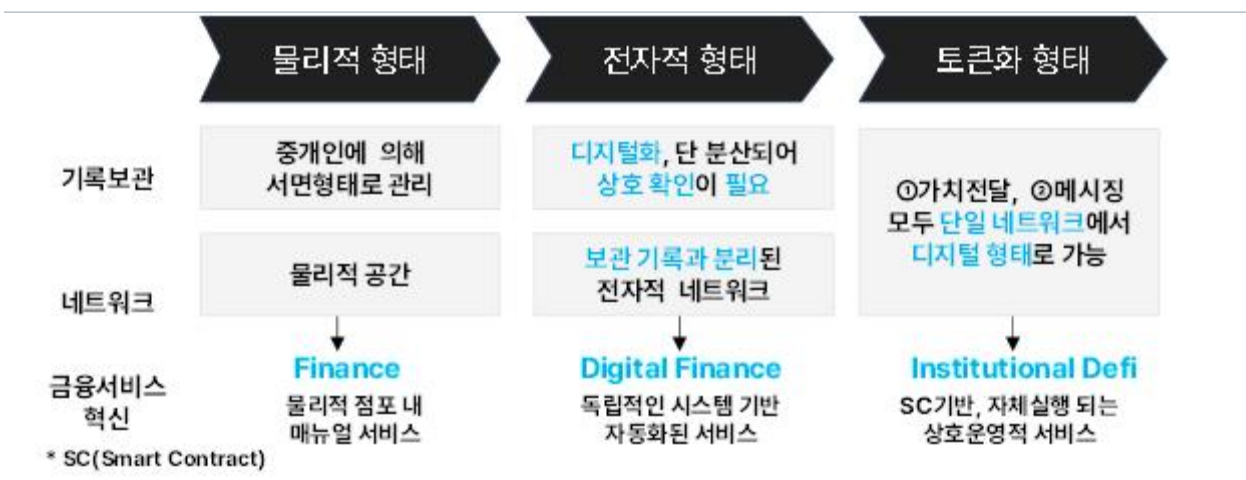 물리적 형태
전자적 형태
토큰화 형태
기록보관
중개인에 의해
서면형태로 관리
디지털화, 단 분산되어
상호 확인이 필요
①가치전달, ②메시징
모두 단일 네트워크에서
디지털 형태로 가능
네트워크
물리적 공간
보관 기록과 분리된
전자적 네트워크
금융서비스
혁신
Finance
물리적 점포 내
매뉴얼 서비스
Digital Finance
독립적인 시스템 기반
자동화된 서비스
Institutional Defi
SC기반, 자체실행 되는
상호운영적 서비스
* SC(Smart Contract)